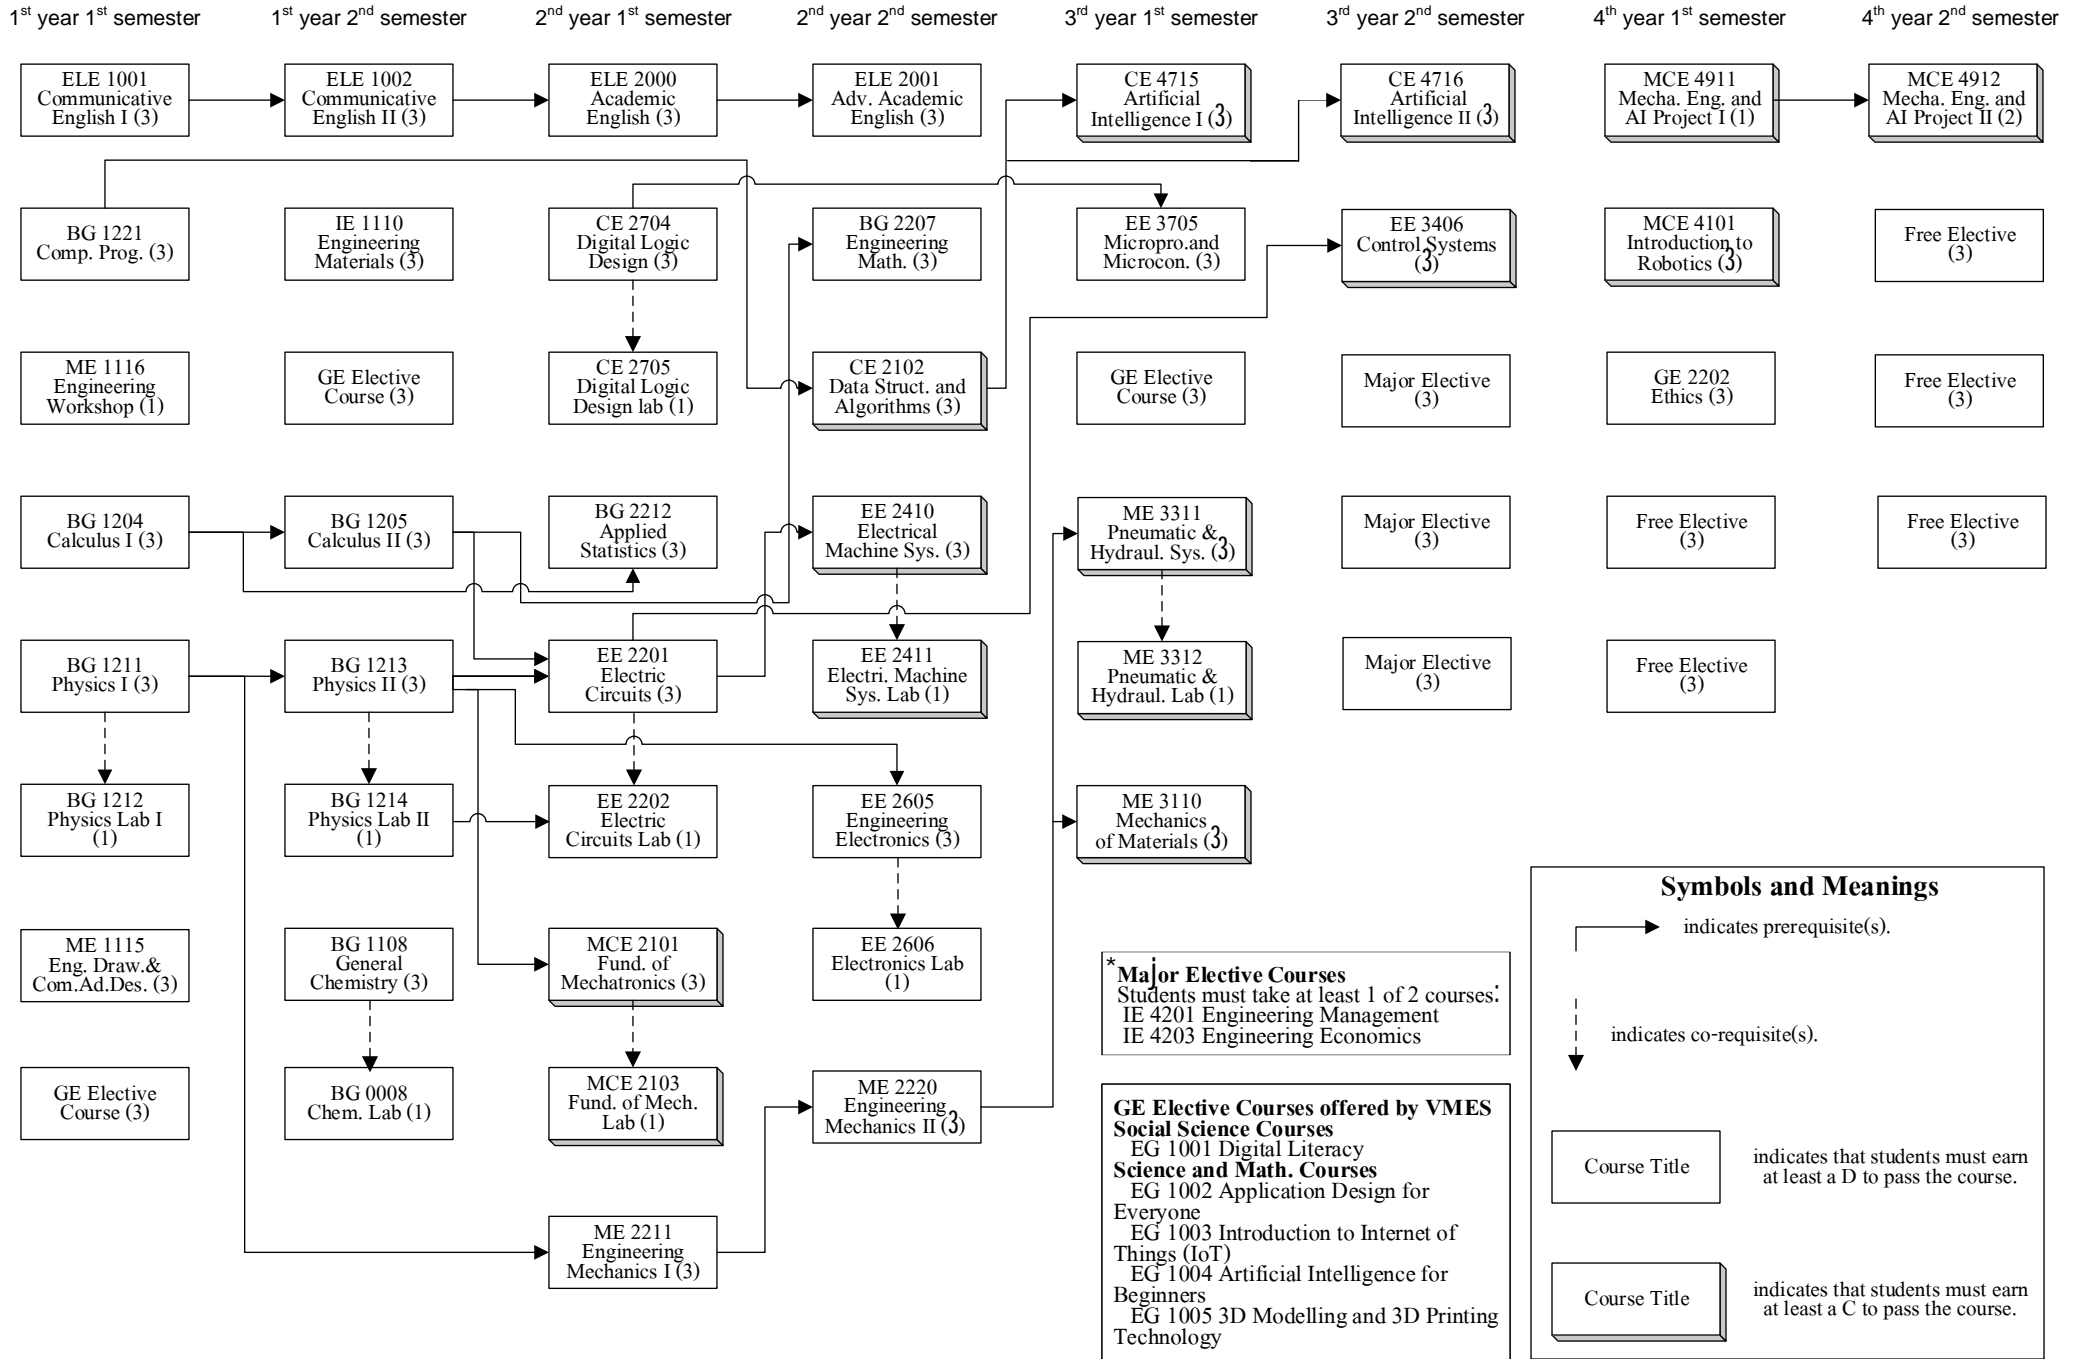 1st year 1st semester
1st year 2nd semester
2nd year 1st semester
2nd year 2nd semester
3rd year 1st semester
3rd year 2nd semester
4th year 1st semester
4th year 2nd semester
ELE 1001
Communicative
English I (3)
ELE 1002
Communicative
English II (3)
ELE 2000
Academic
English (3)
ELE 2001
Adv. Academic
English (3)
CE 4715
Artificial
Intelligence I (3)
CE 4716
Artificial
Intelligence II (3)
MCE 4911
Mecha. Eng. and
AI Project I (1)
MCE 4912
Mecha. Eng. and
AI Project II (2)
BG 1221
Comp. Prog. (3)
IE 1110
Engineering
Materials (3)
CE 2704
Digital Logic
Design (3)
BG 2207
Engineering
Math. (3)
EE 3705
Micropro.and
Microcon. (3)
EE 3406
Control Systems
(3)
MCE 4101
Introduction to
Robotics (3)
Free Elective
(3)
ME 1116
Engineering
Workshop (1)
GE Elective
Course (3)
CE 2705
Digital Logic
Design lab (1)
CE 2102
Data Struct. and
Algorithms (3)
GE Elective
Course (3)
Major Elective
(3)
GE 2202
Ethics (3)
Free Elective
(3)
BG 1204
Calculus I (3)
BG 1205
Calculus II (3)
BG 2212
Applied
Statistics (3)
EE 2410
Electrical
Machine Sys. (3)
ME 3311
Pneumatic &
Hydraul. Sys. (3)
Major Elective
(3)
Free Elective
(3)
Free Elective
(3)
BG 1211
Physics I (3)
BG 1213
Physics II (3)
EE 2201
Electric
Circuits (3)
EE 2411
Electri. Machine
Sys. Lab (1)
ME 3312
Pneumatic &
Hydraul. Lab (1)
Major Elective
(3)
Free Elective
(3)
BG 1212
Physics Lab I
(1)
BG 1214
Physics Lab II
(1)
EE 2202
Electric
Circuits Lab (1)
EE 2605
Engineering
Electronics (3)
ME 3110
Mechanics
of Materials (3)
ME 1115
Eng. Draw.&
Com.Ad.Des. (3)
BG 1108
General
Chemistry (3)
MCE 2101
Fund. of
Mechatronics (3)
EE 2606
Electronics Lab
(1)
GE Elective
Course (3)
BG 0008
Chem. Lab (1)
MCE 2103
Fund. of Mech.
Lab (1)
ME 2220
Engineering
Mechanics II (3)
ME 2211
Engineering
Mechanics I (3)
*Major Elective Courses
Students must take at least 1 of 2 courses:
IE 4201 Engineering Management
IE 4203 Engineering Economics
GE Elective Courses offered by VMES
Social Science Courses
EG 1001 Digital Literacy
Science and Math. Courses
EG 1002 Application Design for
Everyone
EG 1003 Introduction to Internet of
Things (IoT)
EG 1004 Artificial Intelligence for
Beginners
EG 1005 3D Modelling and 3D Printing
Technology
Symbols and Meanings
indicates prerequisite(s).
indicates co-requisite(s).
Course Title
indicates that students must earn
at least a D to pass the course.
Course Title
indicates that students must earn
at least a C to pass the course.